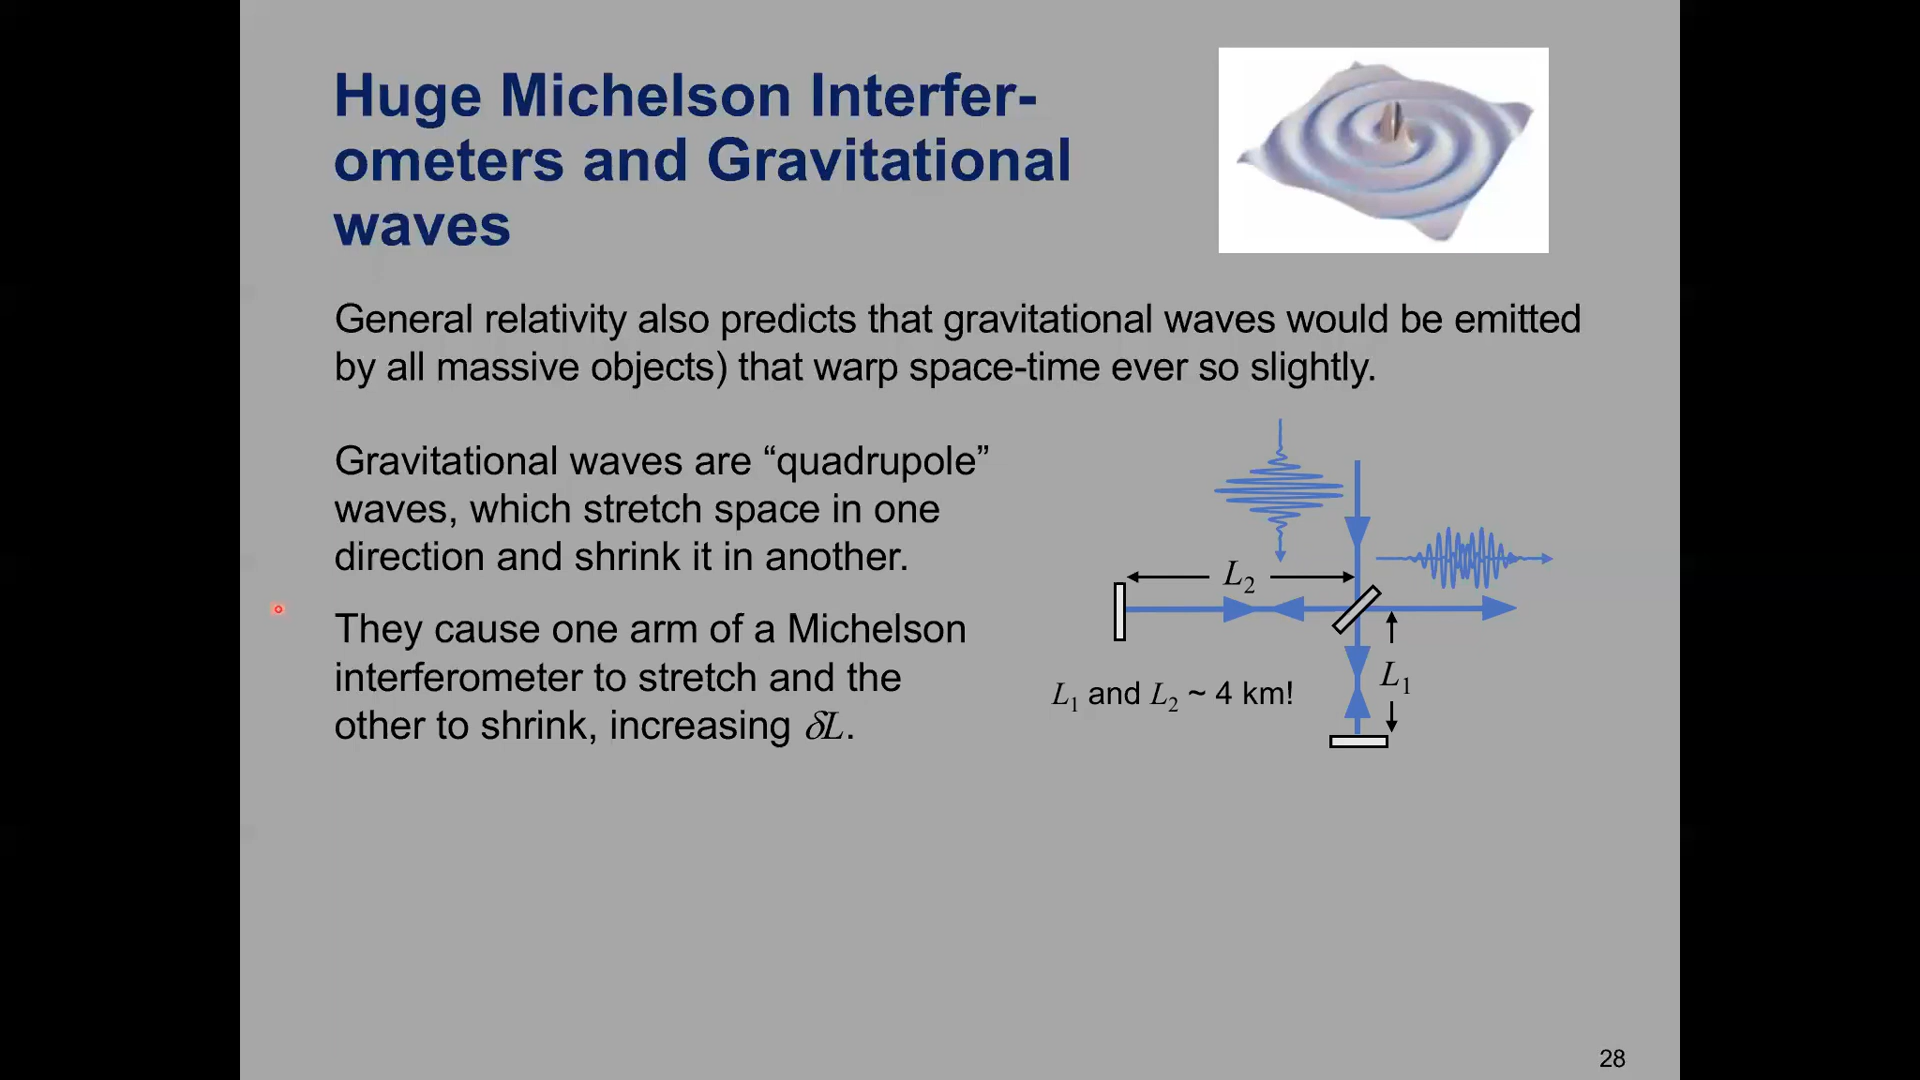 Huge Michelson Interfer-
ometers and Gravitational
waves
General relativity also predicts that gravitational waves would be emitted
by all massive objects) that warp space-time ever so slightly.
Gravitational waves are “quadrupole”
waves, which stretch space in one
direction and shrink it in another.
They cause one arm of a Michelson
interferometer to stretch and the
other to shrink, increasing δL.
L₂
L₁
L₁ and L₂ ~ 4 km!
28